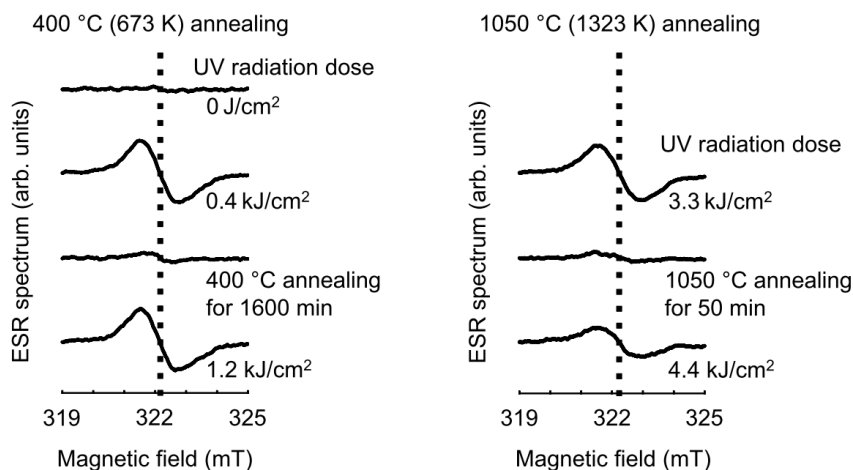 400 °C (673 K) annealing
UV radiation dose
0 J/cm²
0.4 kJ/cm²
400 °C annealing
for 1600 min
1.2 kJ/cm²
ESR spectrum (arb. units)
319 322 325
Magnetic field (mT)
1050 °C (1323 K) annealing
UV radiation dose
3.3 kJ/cm²
1050 °C annealing
for 50 min
4.4 kJ/cm²
ESR spectrum (arb. units)
319 322 325
Magnetic field (mT)